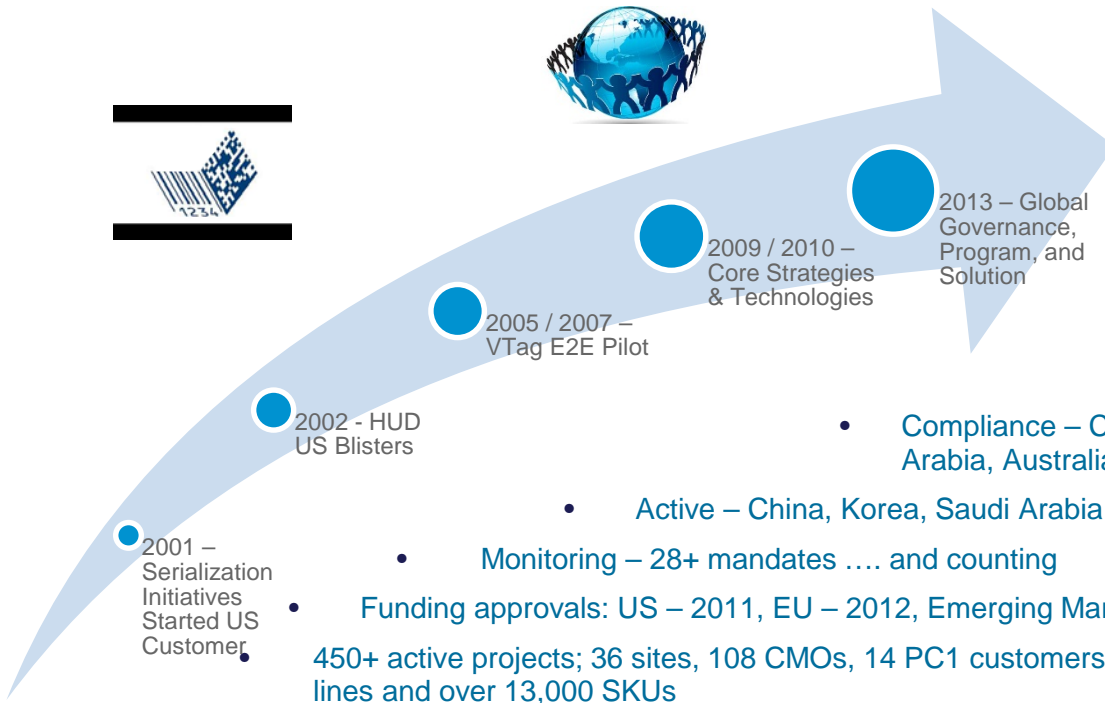 1234
2013 – Global
Governance,
Program, and
Solution
2009 / 2010 –
Core Strategies
& Technologies
2005 / 2007 –
VTag E2E Pilot
2002 - HUD
US Blisters
2001 –
Serialization
Initiatives
Started US
Customer
• Compliance –
Arabia, Australia
• Active – China, Korea, Saudi Arabia
• Monitoring – 28+ mandates …. and counting
• Funding approvals: US – 2011, EU – 2012, Emerging
• 450+ active projects; 36 sites, 108 CMOs, 14 PC1 customers
lines and over 13,000 SKUs